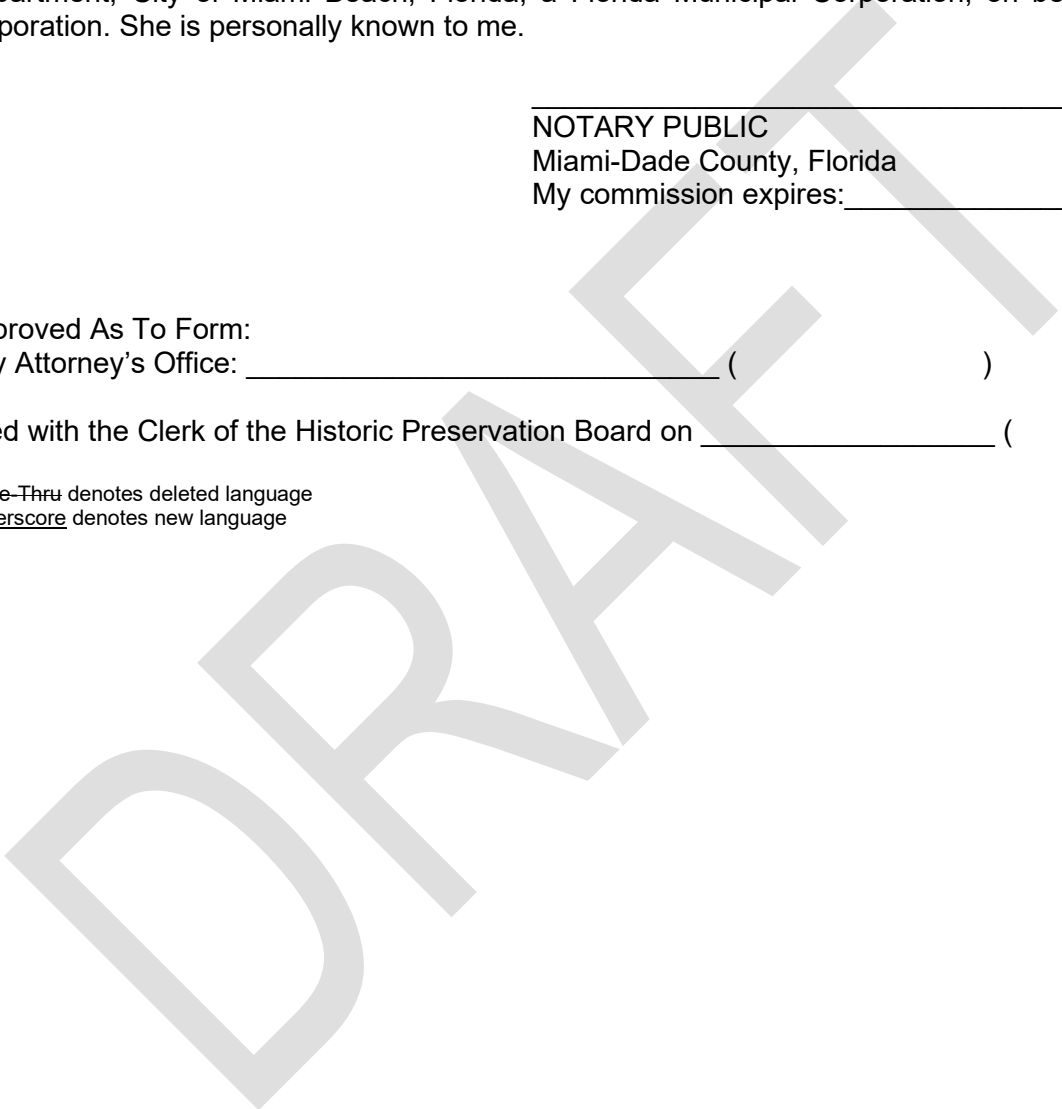 partment, City of Miami Beach, Florida, a Florida Municipal Corporation, on be
poration. She is personally known to me.
NOTARY PUBLIC
Miami-Dade County, Florida
My commission expires:
proved As To Form:
y Attorney’s Office: ( )
ed with the Clerk of the Historic Preservation Board on (
e-Thru denotes deleted language
erscore denotes new language
DRAFT